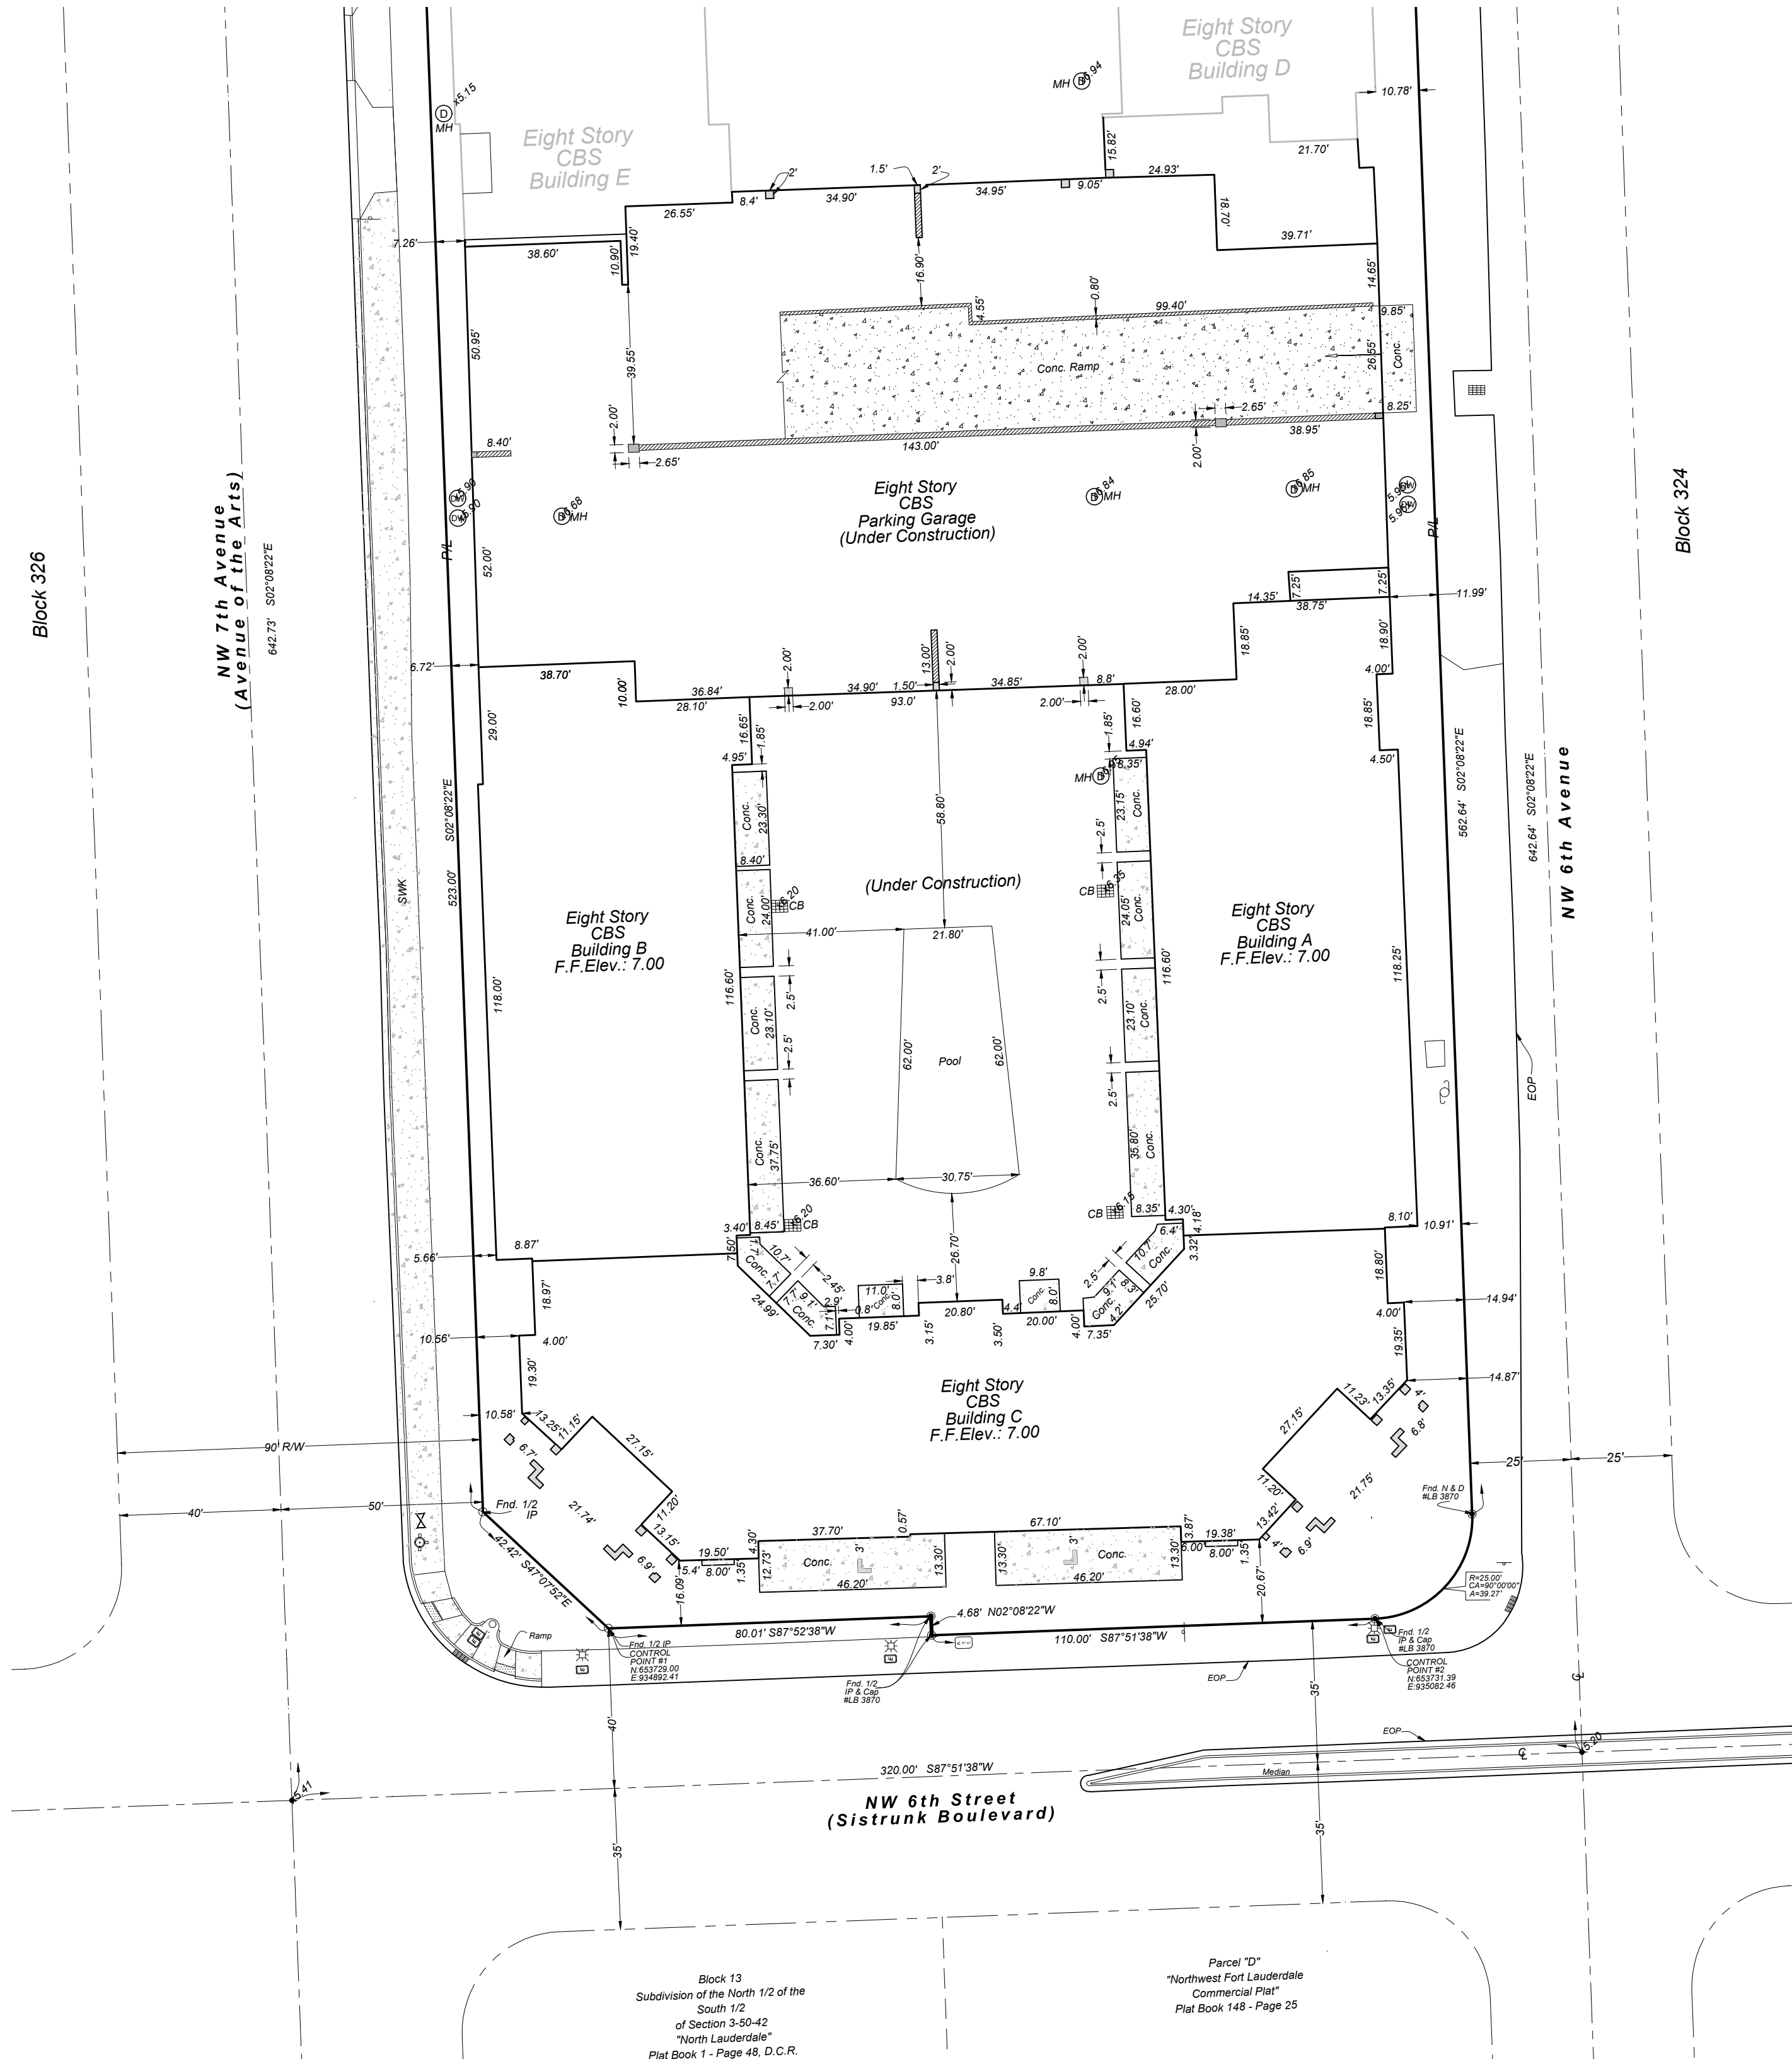 Eight Story
CBS
Building D
MH
D
10.78'
x5.15
D
MH
Eight Story
CBS
Building E
15.82'
21.70'
2'
1.5'
2'
24.93'
9.05'
34.95'
34.90'
8.4'
26.55'
18.70'
39.71'
7.26'
38.60'
10.90'
19.40'
16.90'
14.65'
4.55'
0.80'
99.40'
9.85'
50.95'
39.55'
Conc. Ramp
26.55'
Conc.
2.00'
2.65'
8.25'
38.95'
8.40'
143.00'
2.00'
2.65'
Eight Story
CBS
Parking Garage
(Under Construction)
MH
MH
MH
DW
DW
P/L
P/L
Block 326
NW 7th Avenue
(Avenue of the Arts)
642.73' S02°08'22"E
Block 324
52.00'
7.25'
7.25'
14.35'
38.75'
11.99'
18.85'
18.90'
6.72'
38.70'
10.00'
36.84'
28.10'
2.00'
2.00'
34.90'
13.00'
1.50'
2.00'
93.0'
34.85'
2.00'
2.00'
8.8'
28.00'
4.00'
18.85'
4.50'
29.00'
16.65'
1.85'
4.95'
16.60'
1.85'
4.94'
8.35'
MH
58.80'
Conc.
23.30'
8.40'
23.15'
Conc.
2.5'
523.00' S02°08'22"E
562.64' S02°08'22"E
642.64' S02°08'22"E
NW 6th Avenue
SWK
(Under Construction)
Conc.
24.00'
CB
CB
24.05'
Conc.
41.00'
21.80'
Eight Story
CBS
Building B
F.F.Elev.: 7.00
Eight Story
CBS
Building A
F.F.Elev.: 7.00
118.00'
116.60'
2.5'
2.5'
116.60'
118.25'
Conc.
23.10'
2.5'
62.00'
Pool
62.00'
23.10'
Conc.
2.5'
EOP
Conc.
37.75'
35.80'
Conc.
36.60'
30.75'
3.40'
8.45'
CB
CB
8.35'
4.30'
4.18'
8.10'
10.91'
5.66'
8.87'
7.50'
1.7'
10.7'
Conc.
7.7'
2.45'
26.70'
2.5'
10.7'
6.4'
Conc.
3.32'
18.97'
24.99'
7.7'
9.1'
Conc.
2.9'
7.1'
0.8'
11.0'
Conc.
8.0'
3.8'
9.8'
Conc.
8.0'
9.1'
8.3'
Conc.
4.2'
25.70'
18.80'
14.94'
7.30'
4.00'
19.85'
3.15'
20.80'
4.4'
3.50'
20.00'
4.00'
7.35'
4.00'
10.56'
4.00'
19.30'
19.35'
14.87'
Eight Story
CBS
Building C
F.F.Elev.: 7.00
10.58'
13.25'
11.15'
6.7'
27.15'
27.15'
11.23'
13.35'
4'
6.8'
90' R/W
25'
25'
40'
50'
Fnd. 1/2
IP
21.74'
11.20'
13.15'
6.9'
11.20'
13.42'
4'
6.9'
21.75'
Fnd. N & D
#LB 3870
42.42' S47°07'52"E
19.50'
5.4'
8.00'
1.35'
16.09'
4.30'
12.73'
37.70'
0.57'
Conc.
3'
13.30'
46.20'
67.10'
13.30'
3'
Conc.
46.20'
13.30'
13.87'
19.38'
6.00'
8.00'
1.35'
20.67'
R=25.00'
CA=90°00'00"
A=39.27'
4.68' N02°08'22"W
80.01' S87°52'38"W
110.00' S87°51'38"W
Ramp
Fnd. 1/2 IP
CONTROL
POINT #1
N:653729.00
E:934892.41
Fnd. 1/2
IP & Cap
#LB 3870
Fnd. 1/2
IP & Cap
#LB 3870
CONTROL
POINT #2
N:653731.39
E:935082.46
EOP
40'
35'
EOP
5.20
5.41
320.00' S87°51'38"W
Median
NW 6th Street
(Sistrunk Boulevard)
35'
35'
Block 13
Subdivision of the North 1/2 of the
South 1/2
of Section 3-50-42
"North Lauderdale"
Plat Book 1 - Page 48, D.C.R.
Parcel "D"
"Northwest Fort Lauderdale
Commercial Plat"
Plat Book 148 - Page 25